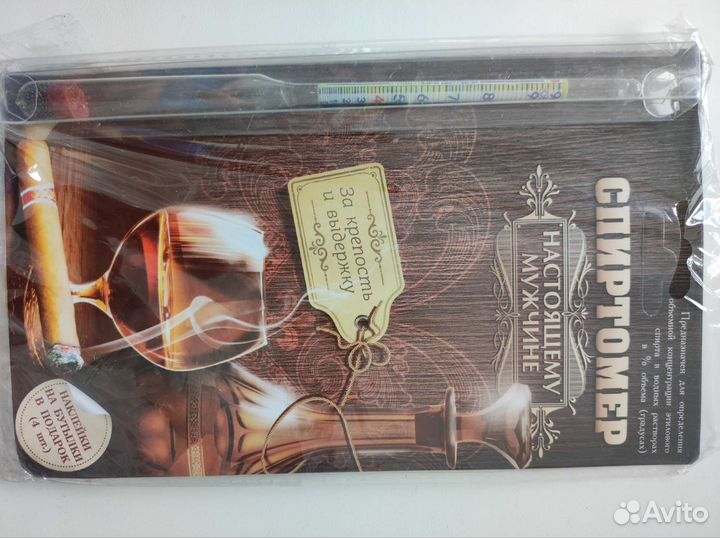 Предназначен для определения
объемной концентрации этилового
спирта в водных растворах
в % объема (градусах)
СПИРТОМЕР
НАСТОЯЩЕМУ
МУЖЧИНЕ
За крепость
и выдержку
НАКЛЕЙКИ
НА БУТЫЛКИ
В ПОДАРОК
(4 шт.)
Avito